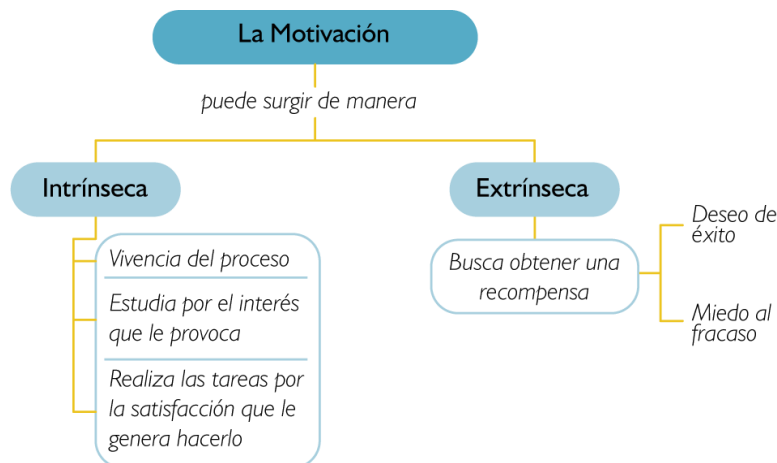 La Motivación
puede surgir de manera
Intrínseca
Vivencia del proceso
Estudia por el interés
que le provoca
Realiza las tareas por
la satisfacción que le
genera hacerlo
Extrínseca
Busca obtener una
recompensa
Deseo de
éxito
Miedo al
fracaso